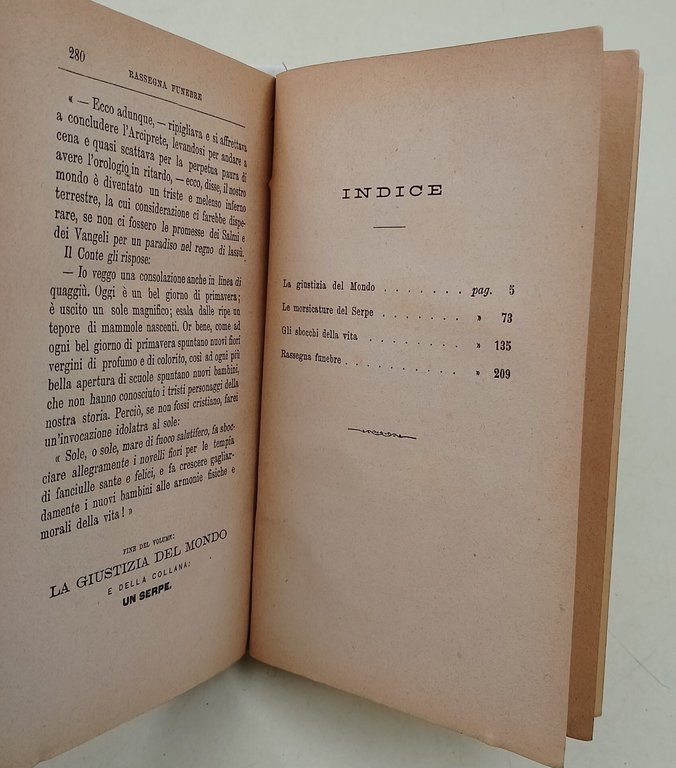 280
RASSEGNA FUNEBRE
« — Ecco adunque, — ripigliava e si affrettava
a concludere l'Arciprete, levandosi per andare a
cena e quasi scattava per la perpetua paura di
avere l'orologio in ritardo, — ecco, disse, il nostro
mondo è diventato un triste e melenso inferno
terrestre, la cui considerazione ci farebbe dispe-
rare, se non ci fossero le promesse dei Salmi e
dei Vangeli per un paradiso nel regno di lassù.
Il Conte gli rispose:
— Io veggo una consolazione anche in linea di
quaggiù. Oggi è un bel giorno di primavera;
è uscito un sole magnifico; esala dalle ripe un
tepore di mammole nascenti. Or bene, come ad
ogni bel giorno di primavera spuntano nuovi fiori
vergini di profumo e di colorito, così ad ogni più
bella apertura di scuole spuntano nuovi bambini,
che non hanno conosciuto i tristi personaggi della
nostra storia. Perciò, se non fossi cristiano, farei
un'invocazione idolatra al sole:
« Sole, o sole, mare di fuoco salutifero, fa sboc-
ciare allegramente i novelli fiori per le tempia
di fanciulle sante e felici, e fa crescere gagliar-
damente i nuovi bambini alle armonie fisiche e
morali della vita! »
FINE DEL VOLUME:
LA GIUSTIZIA DEL MONDO
E DELLA COLLANA:
UN SERPE.
INDICE
La giustizia del Mondo . . . . . . . . pag. 5
Le morsicature del Serpe . . . . . . . . » 73
Gli sbocchi della vita . . . . . . . . . » 135
Rassegna funebre . . . . . . . . . . » 209